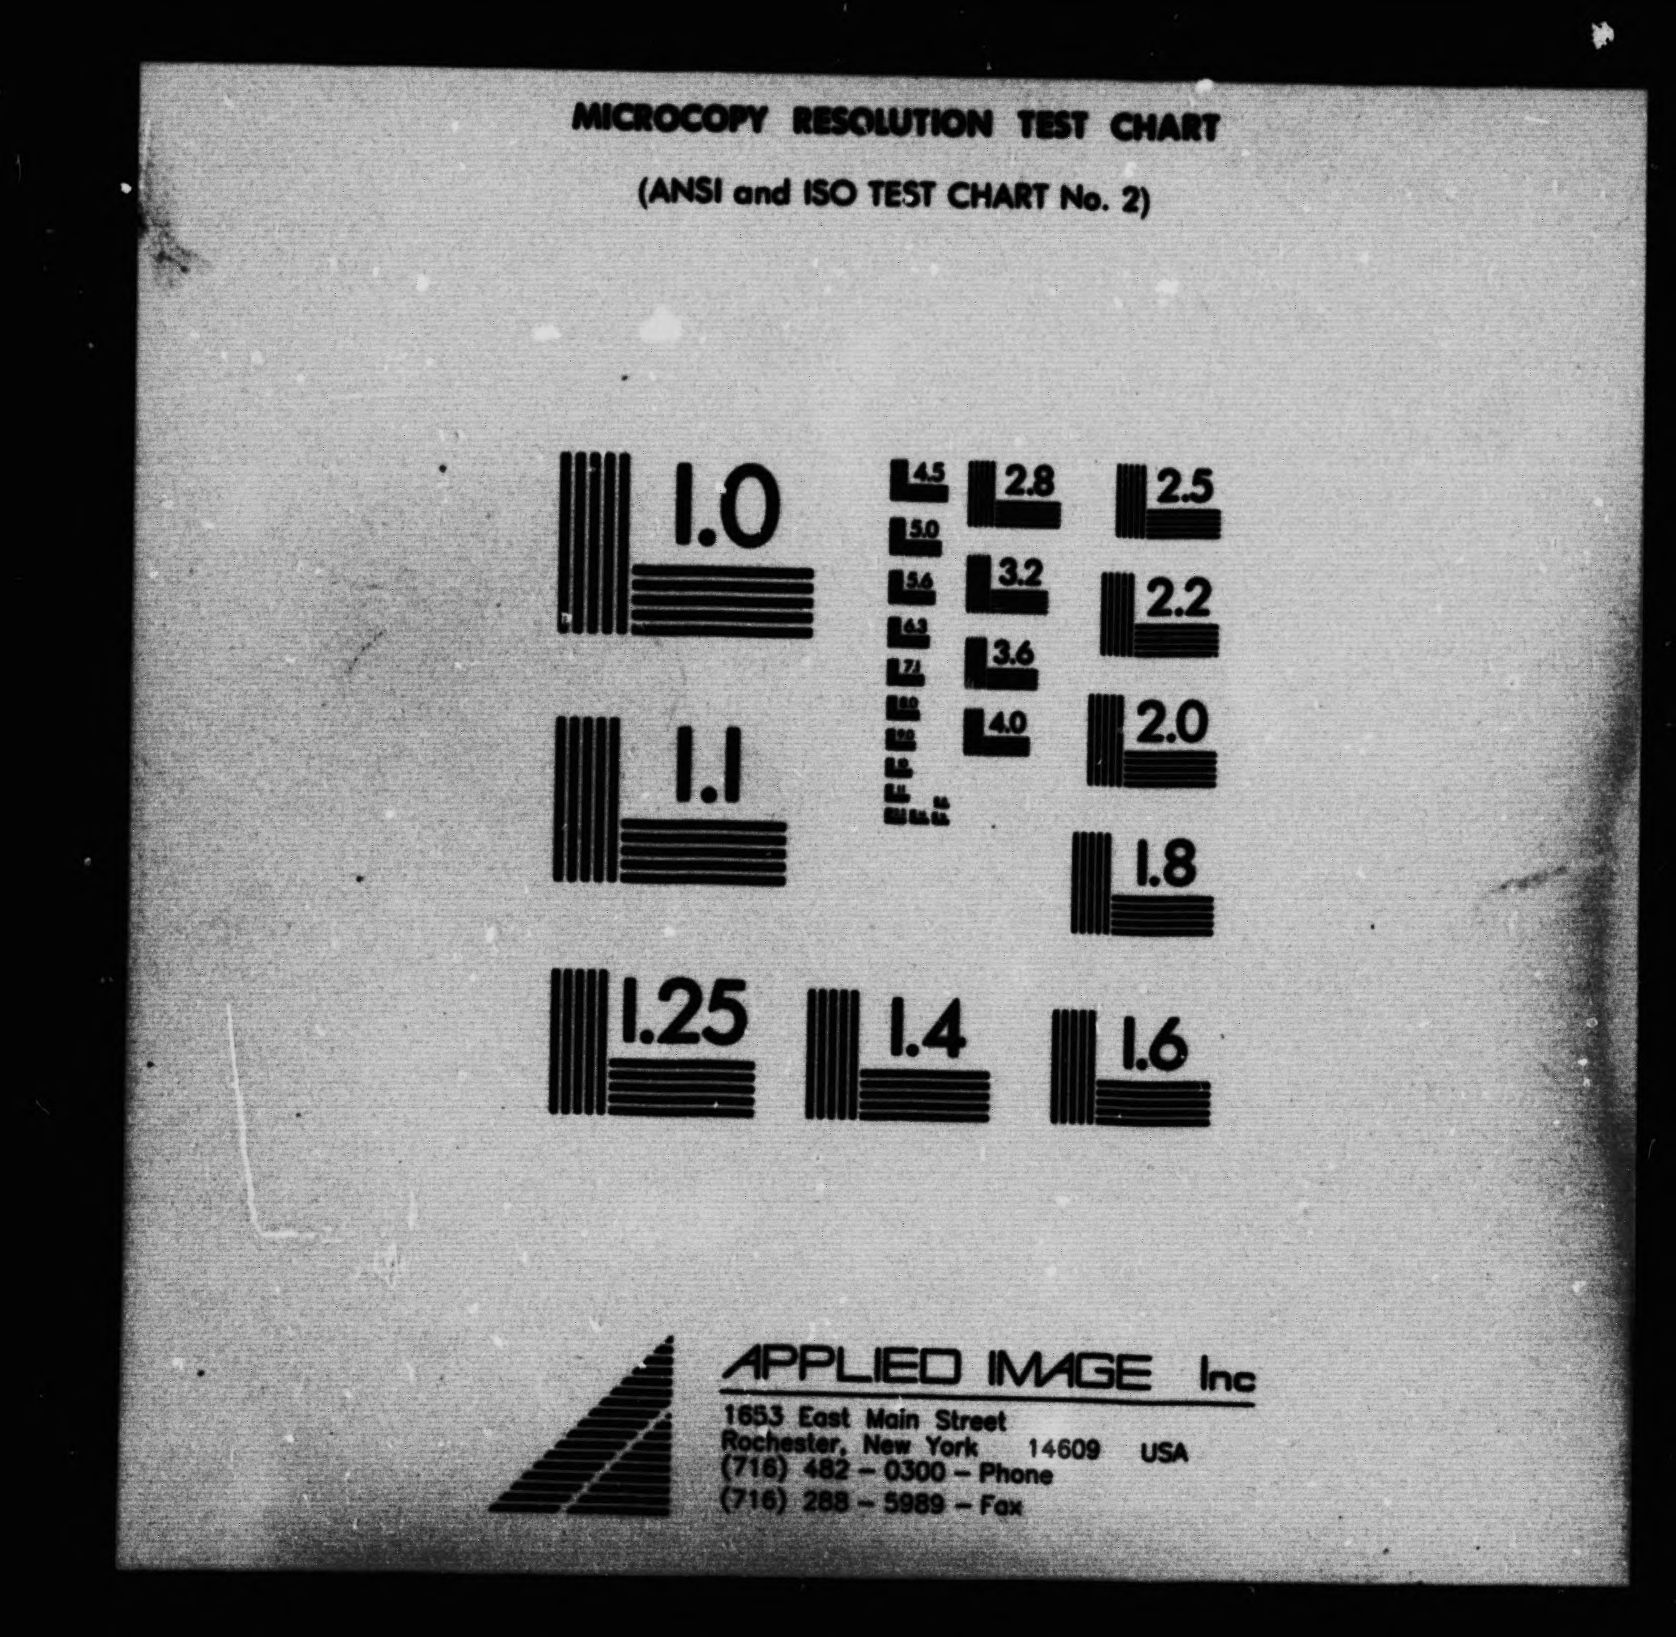 MICROCOPY RESOLUTION TEST CHART
(ANSI and ISO TEST CHART No. 2)
1.0
1.1
1.25
1.4
1.6
1.8
2.0
2.2
2.5
2.8
3.2
3.6
4.0
4.5
5.0
5.6
6.3
7.1
8.0
9.0
APPLIED IMAGE Inc
1653 East Main Street
Rochester, New York 14609 USA
(716) 482 - 0300 - Phone
(716) 288 - 5989 - Fax